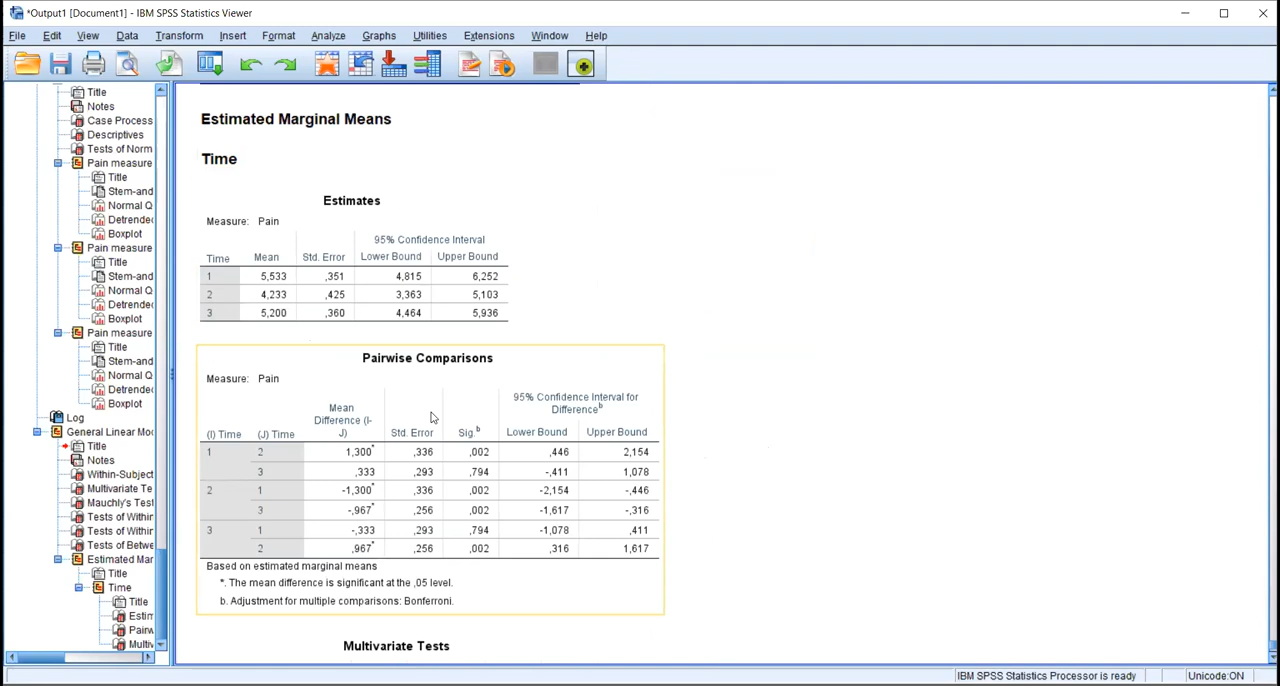 *Output1 [Document1] - IBM SPSS Statistics Viewer
File Edit View Data Transform Insert Format Analyze Graphs Utilities Extensions Window Help
Title
Notes
Case Process
Descriptives
Tests of Norm
Pain measure
Title
Stem-and
Normal Q
Detrended
Boxplot
Pain measure
Title
Stem-and
Normal Q
Detrended
Boxplot
Pain measure
Title
Stem-and
Normal Q
Detrended
Boxplot
Log
General Linear Mod
Title
Notes
Within-Subject
Multivariate Te
Mauchly's Test
Tests of Within
Tests of Within
Tests of Betwe
Estimated Mar
Title
Time
Title
Estim
Pairw
Multiv
Estimated Marginal Means
Time
Estimates
Measure: Pain
95% Confidence Interval
Time Mean Std. Error Lower Bound Upper Bound
1 5,533 ,351 4,815 6,252
2 4,233 ,425 3,363 5,103
3 5,200 ,360 4,464 5,936
Pairwise Comparisons
Measure: Pain
95% Confidence Interval for
Difference b
Mean
Difference (I-
J)
(I) Time (J) Time Std. Error Sig. b Lower Bound Upper Bound
1 2 1,300* ,336 ,002 ,446 2,154
3 ,333 ,293 ,794 -,411 1,078
2 1 -1,300* ,336 ,002 -2,154 -,446
3 -,967* ,256 ,002 -1,617 -,316
3 1 -,333 ,293 ,794 -1,078 ,411
2 ,967* ,256 ,002 ,316 1,617
Based on estimated marginal means
*. The mean difference is significant at the ,05 level.
b. Adjustment for multiple comparisons: Bonferroni.
Multivariate Tests
IBM SPSS Statistics Processor is ready
Unicode:ON